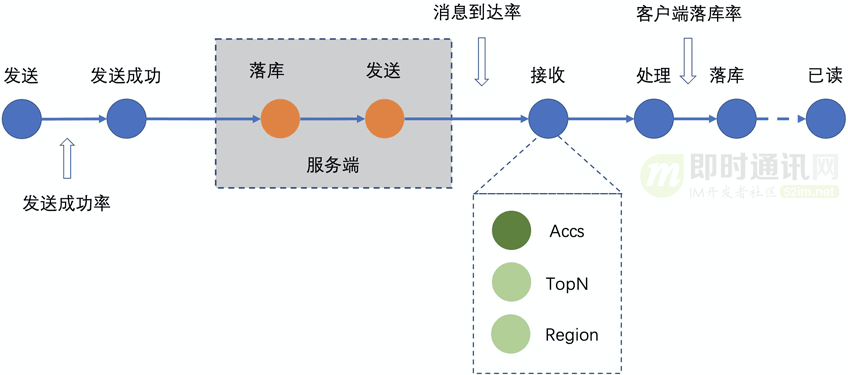 消息到达率
客户端落库率
发送
发送成功
落库
发送
接收
处理
落库
已读
服务端
发送成功率
即时通讯网
IM开发者社区 52im.net
Accs
TopN
Region